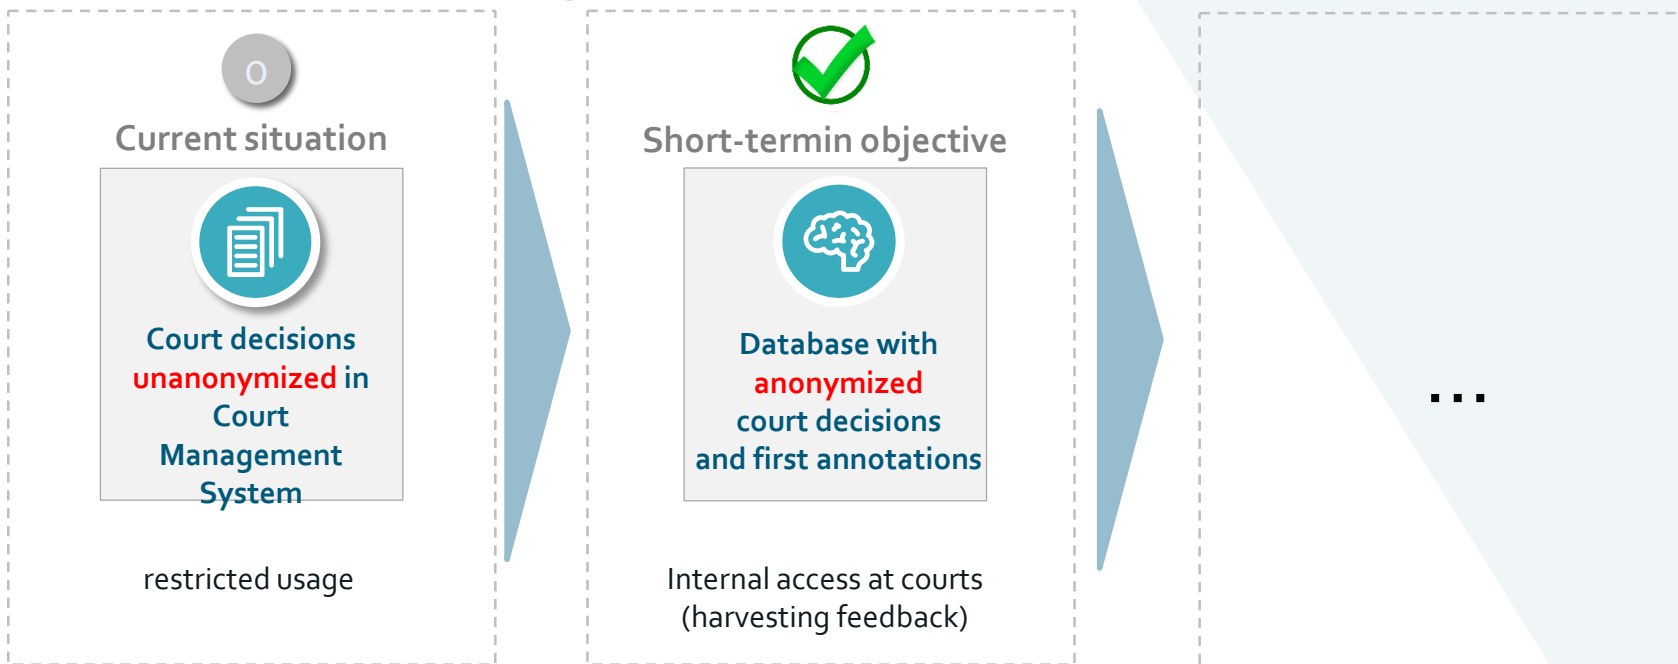 0
Current situation
Court decisions
unanonymized in
Court
Management
System
restricted usage
Short-termin objective
Database with
anonymized
court decisions
and first annotations
Internal access at courts
(harvesting feedback)
...